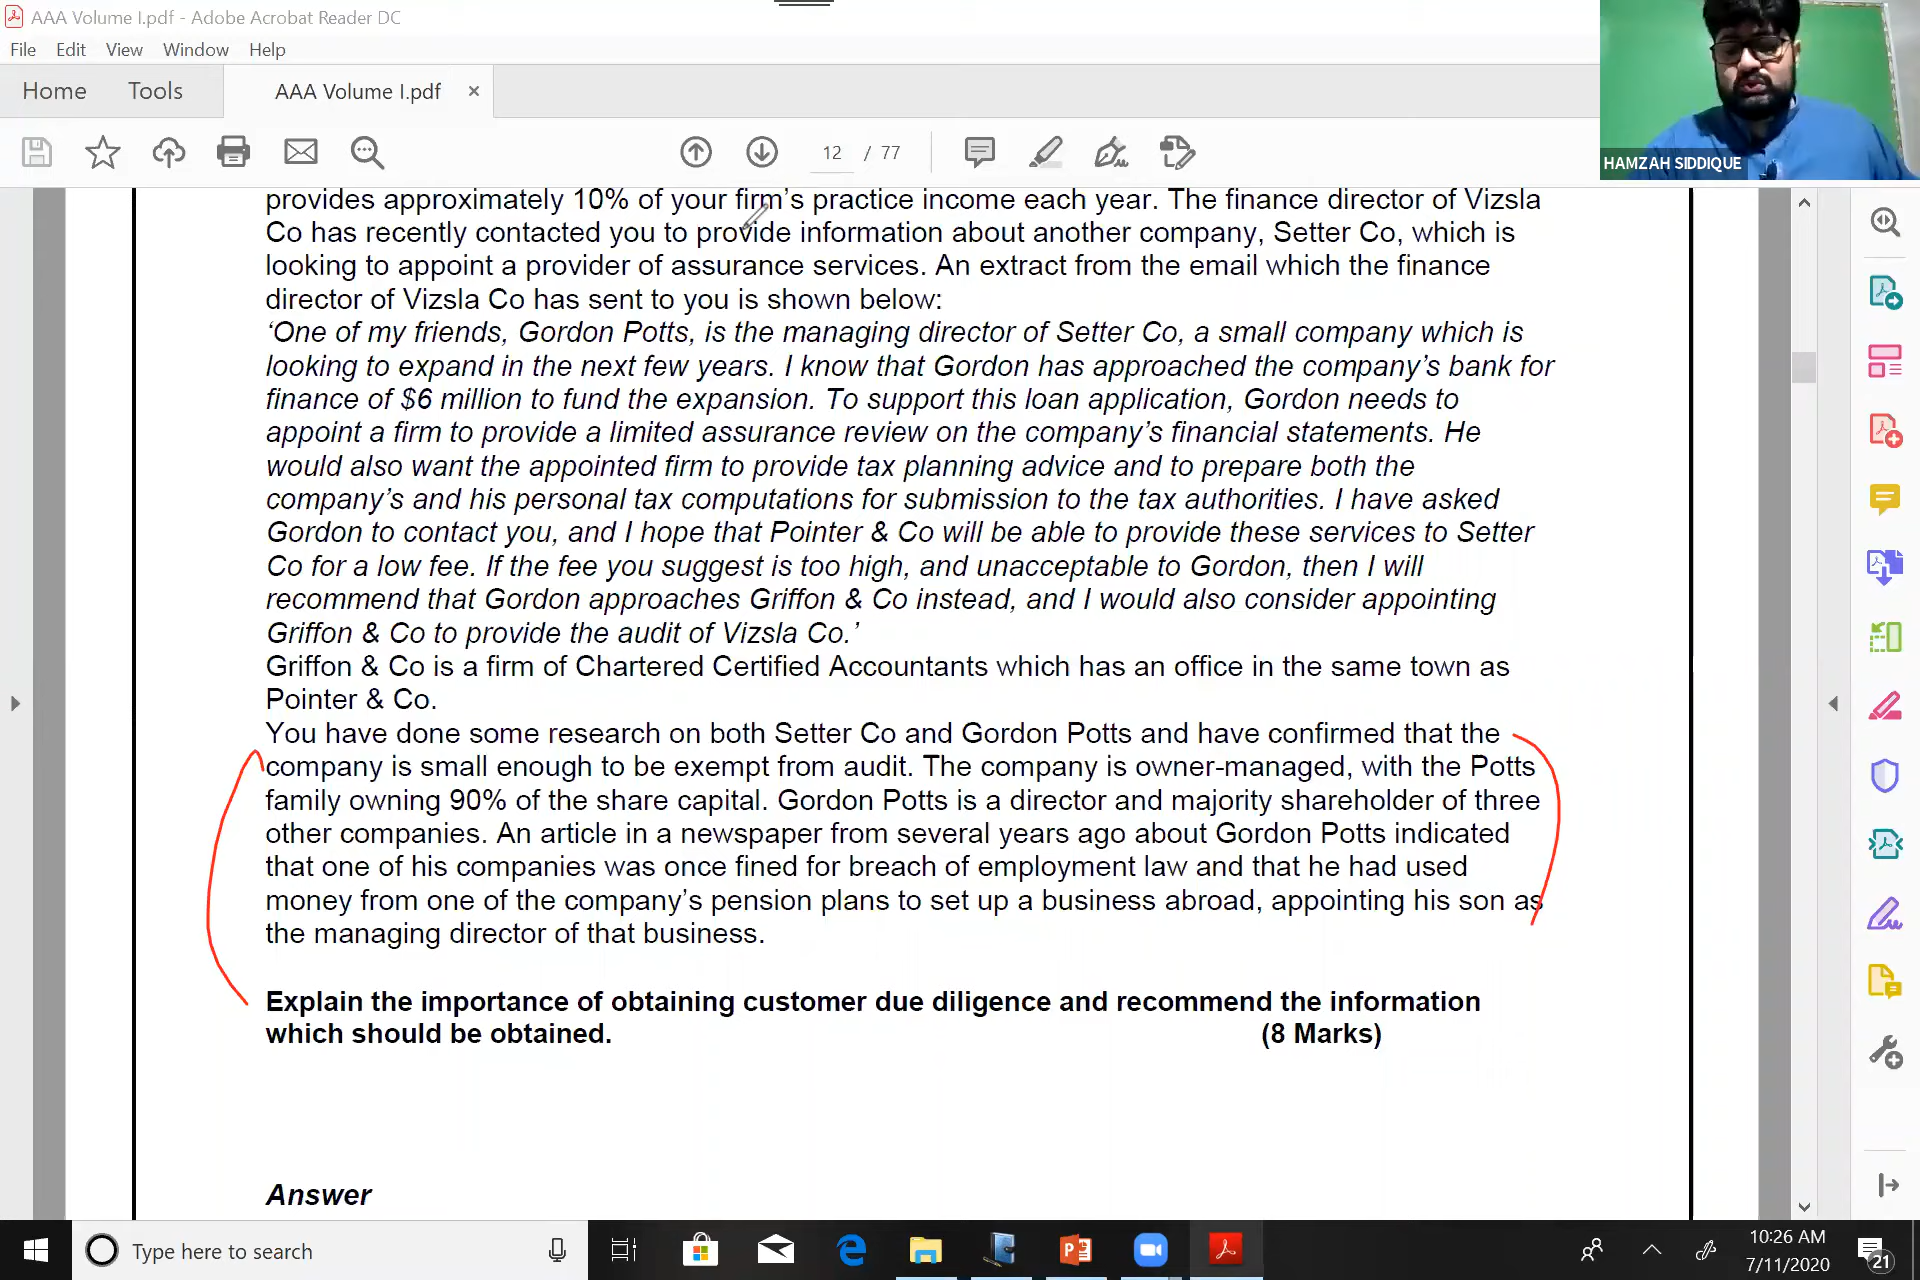 AAA Volume I.pdf - Adobe Acrobat Reader DC
File Edit View Window Help
Home Tools AAA Volume I.pdf ×
12 / 77
HAMZAH SIDDIQUE
provides approximately 10% of your firm's practice income each year. The finance director of Vizsla
Co has recently contacted you to provide information about another company, Setter Co, which is
looking to appoint a provider of assurance services. An extract from the email which the finance
director of Vizsla Co has sent to you is shown below:
'One of my friends, Gordon Potts, is the managing director of Setter Co, a small company which is
looking to expand in the next few years. I know that Gordon has approached the company's bank for
finance of $6 million to fund the expansion. To support this loan application, Gordon needs to
appoint a firm to provide a limited assurance review on the company's financial statements. He
would also want the appointed firm to provide tax planning advice and to prepare both the
company's and his personal tax computations for submission to the tax authorities. I have asked
Gordon to contact you, and I hope that Pointer & Co will be able to provide these services to Setter
Co for a low fee. If the fee you suggest is too high, and unacceptable to Gordon, then I will
recommend that Gordon approaches Griffon & Co instead, and I would also consider appointing
Griffon & Co to provide the audit of Vizsla Co.'
Griffon & Co is a firm of Chartered Certified Accountants which has an office in the same town as
Pointer & Co.
You have done some research on both Setter Co and Gordon Potts and have confirmed that the
company is small enough to be exempt from audit. The company is owner-managed, with the Potts
family owning 90% of the share capital. Gordon Potts is a director and majority shareholder of three
other companies. An article in a newspaper from several years ago about Gordon Potts indicated
that one of his companies was once fined for breach of employment law and that he had used
money from one of the company's pension plans to set up a business abroad, appointing his son as
the managing director of that business.
Explain the importance of obtaining customer due diligence and recommend the information
which should be obtained. (8 Marks)
Answer
Type here to search
10:26 AM
7/11/2020
21